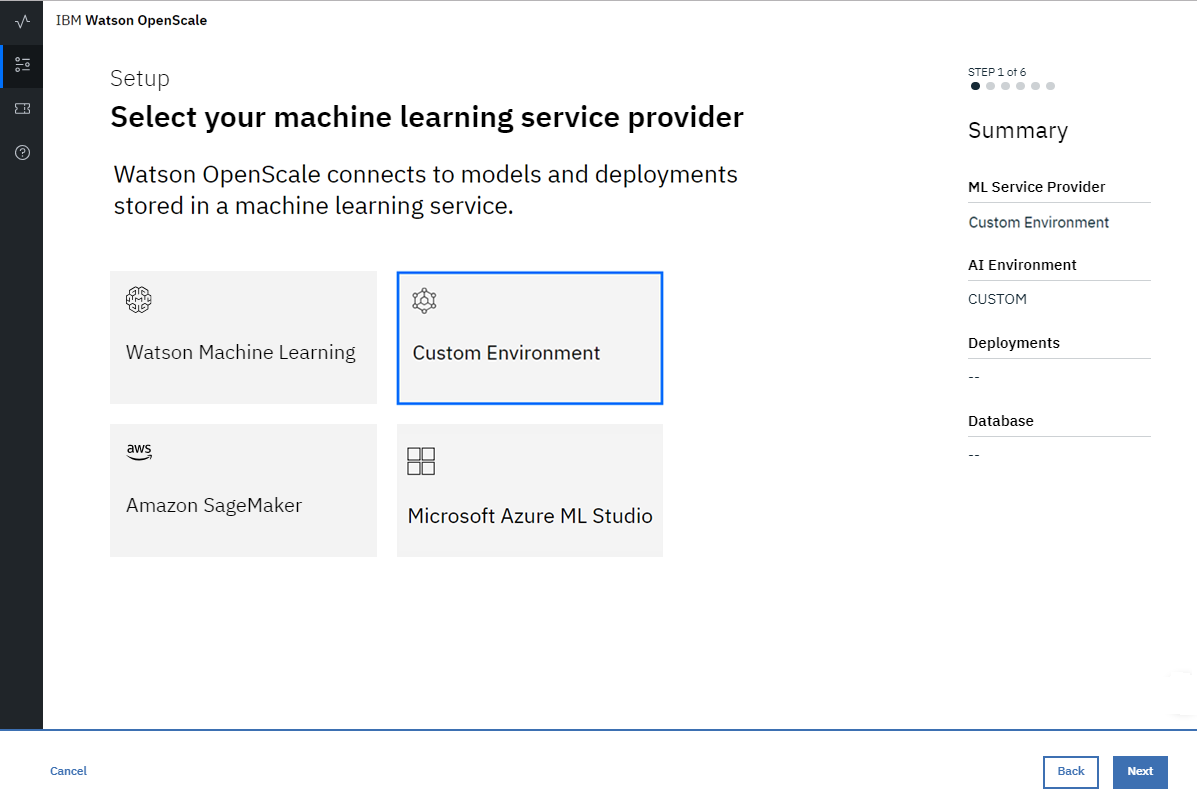 IBM Watson OpenScale
Setup
Select your machine learning service provider
Watson OpenScale connects to models and deployments
stored in a machine learning service.
Watson Machine Learning
Custom Environment
aws
Amazon SageMaker
Microsoft Azure ML Studio
STEP 1 of 6
Summary
ML Service Provider
Custom Environment
AI Environment
CUSTOM
Deployments
--
Database
--
Cancel
Back
Next